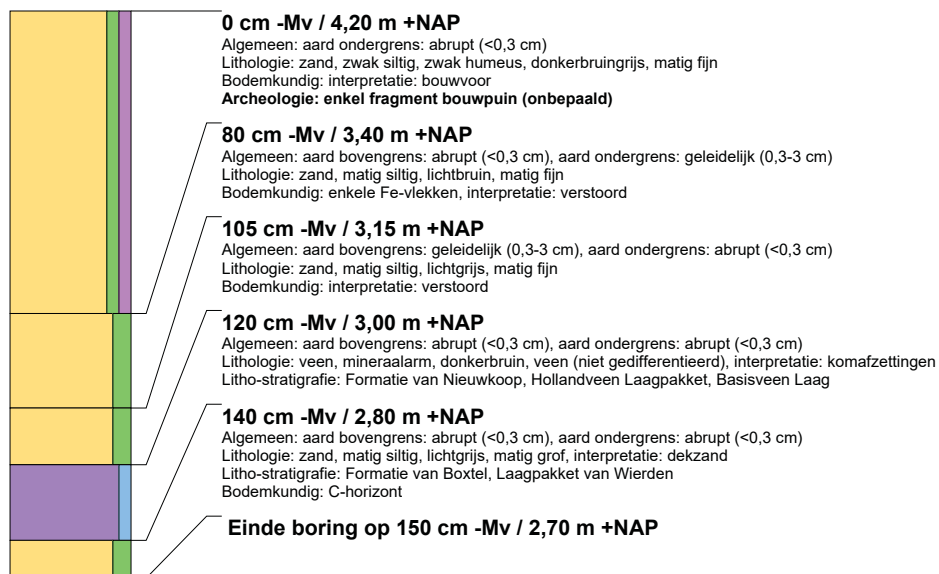 0 cm -Mv / 4,20 m +NAP
Algemeen: aard ondergrens: abrupt (<0,3 cm)
Lithologie: zand, zwak siltig, zwak humeus, donkerbruingrijs, matig fijn
Bodemkundig: interpretatie: bouwvoor
Archeologie: enkel fragment bouwpuin (onbepaald)
80 cm -Mv / 3,40 m +NAP
Algemeen: aard bovengrens: abrupt (<0,3 cm), aard ondergrens: geleidelijk (0,3-3 cm)
Lithologie: zand, matig siltig, lichtbruin, matig fijn
Bodemkundig: enkele Fe-vlekken, interpretatie: verstoord
105 cm -Mv / 3,15 m +NAP
Algemeen: aard bovengrens: geleidelijk (0,3-3 cm), aard ondergrens: abrupt (<0,3 cm)
Lithologie: zand, matig siltig, lichtgrijs, matig fijn
Bodemkundig: interpretatie: verstoord
120 cm -Mv / 3,00 m +NAP
Algemeen: aard bovengrens: abrupt (<0,3 cm), aard ondergrens: abrupt (<0,3 cm)
Lithologie: veen, mineraalarm, donkerbruin, veen (niet gedifferentieerd), interpretatie: komafzettingen
Litho-stratigrafie: Formatie van Nieuwkoop, Hollandveen Laagpakket, Basisveen Laag
140 cm -Mv / 2,80 m +NAP
Algemeen: aard bovengrens: abrupt (<0,3 cm), aard ondergrens: abrupt (<0,3 cm)
Lithologie: zand, matig siltig, lichtgrijs, matig grof, interpretatie: dekzand
Litho-stratigrafie: Formatie van Boxtel, Laagpakket van Wierden
Bodemkundig: C-horizont
Einde boring op 150 cm -Mv / 2,70 m +NAP